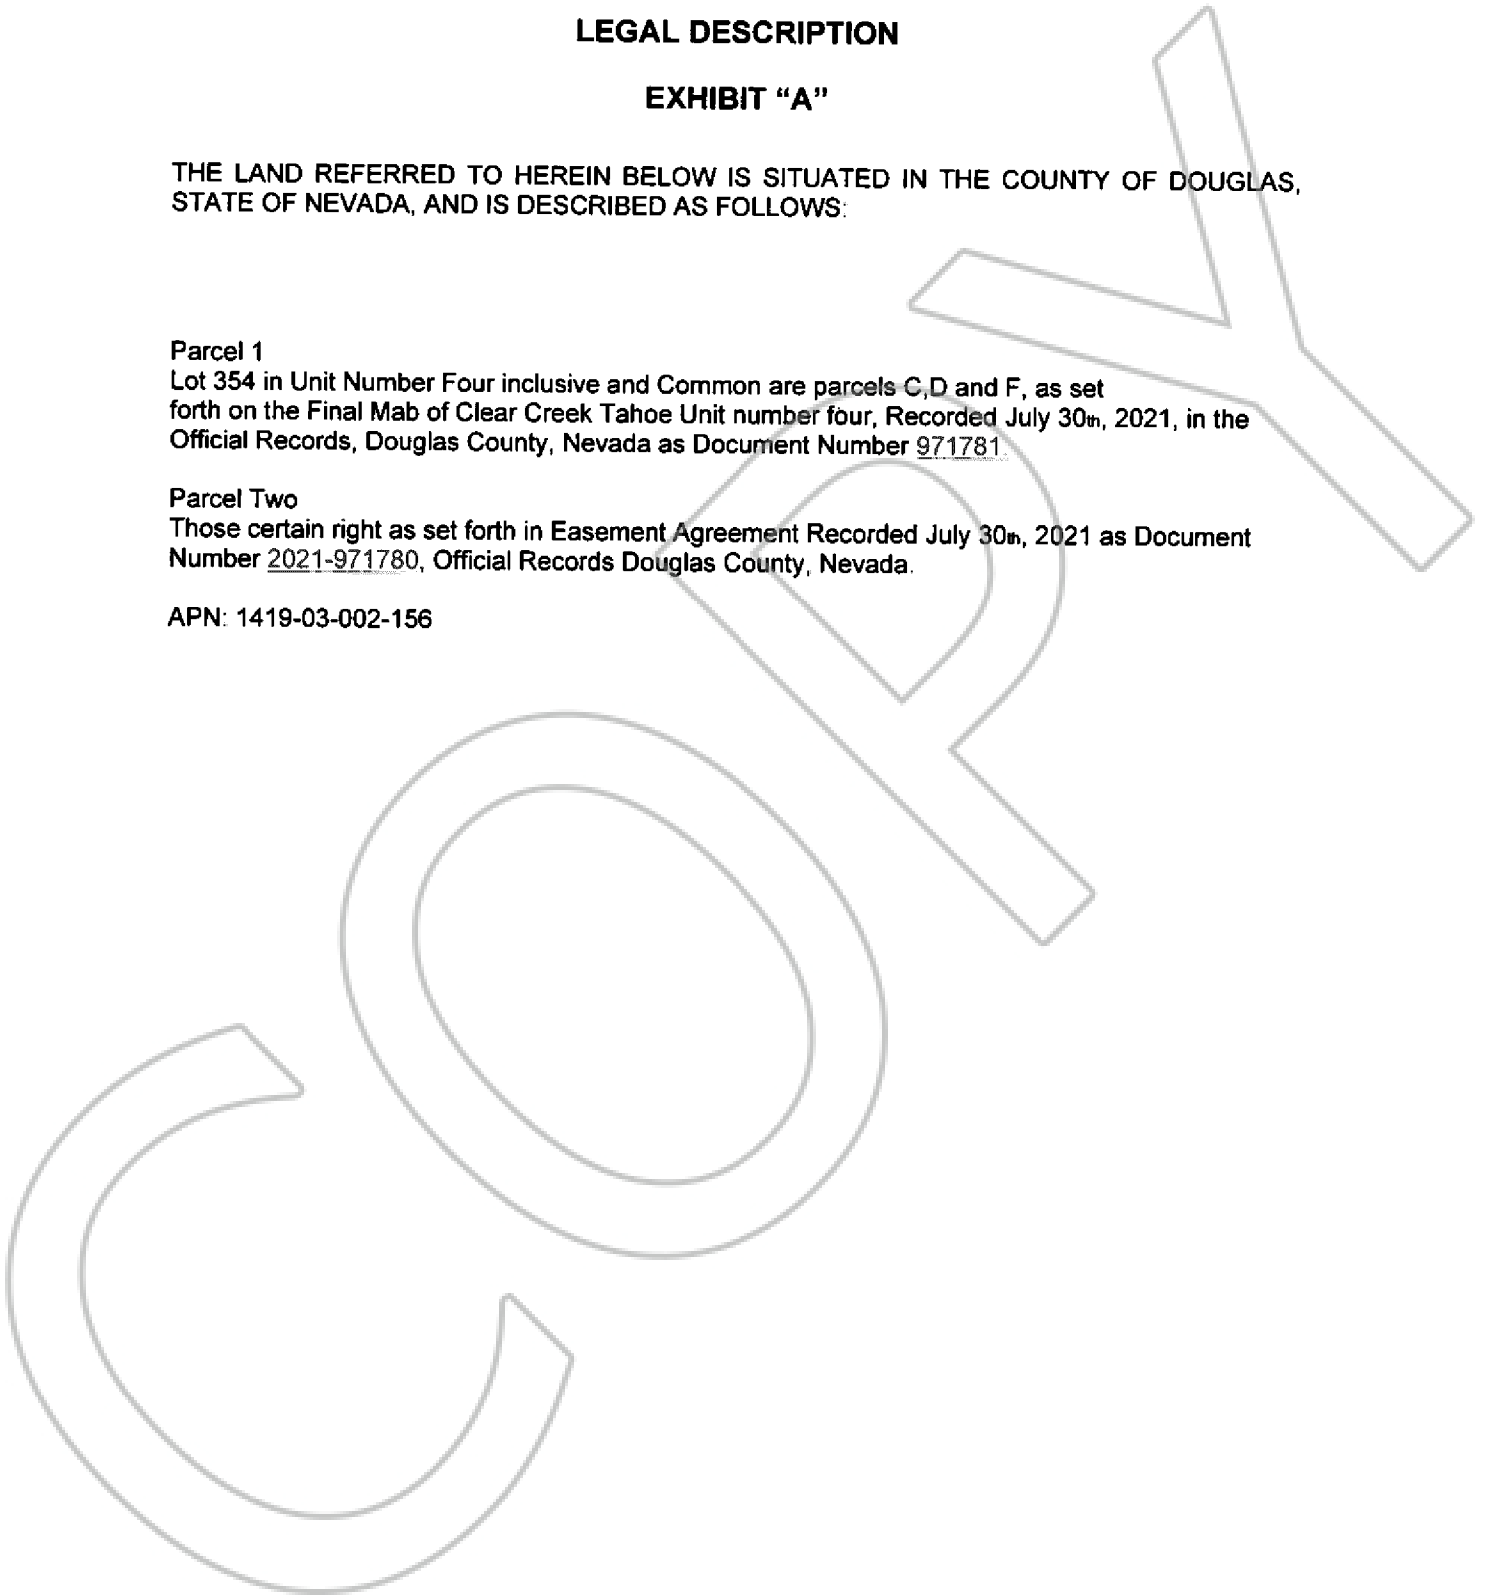 LEGAL DESCRIPTION
EXHIBIT “A”
THE LAND REFERRED TO HEREIN BELOW IS SITUATED IN THE COUNTY OF DOUGLAS,
STATE OF NEVADA, AND IS DESCRIBED AS FOLLOWS:
Parcel 1
Lot 354 in Unit Number Four inclusive and Common are parcels C,D and F, as set
forth on the Final Mab of Clear Creek Tahoe Unit number four, Recorded July 30th, 2021, in the
Official Records, Douglas County, Nevada as Document Number 971781.
Parcel Two
Those certain right as set forth in Easement Agreement Recorded July 30th, 2021 as Document
Number 2021-971780, Official Records Douglas County, Nevada.
APN: 1419-03-002-156
COPY